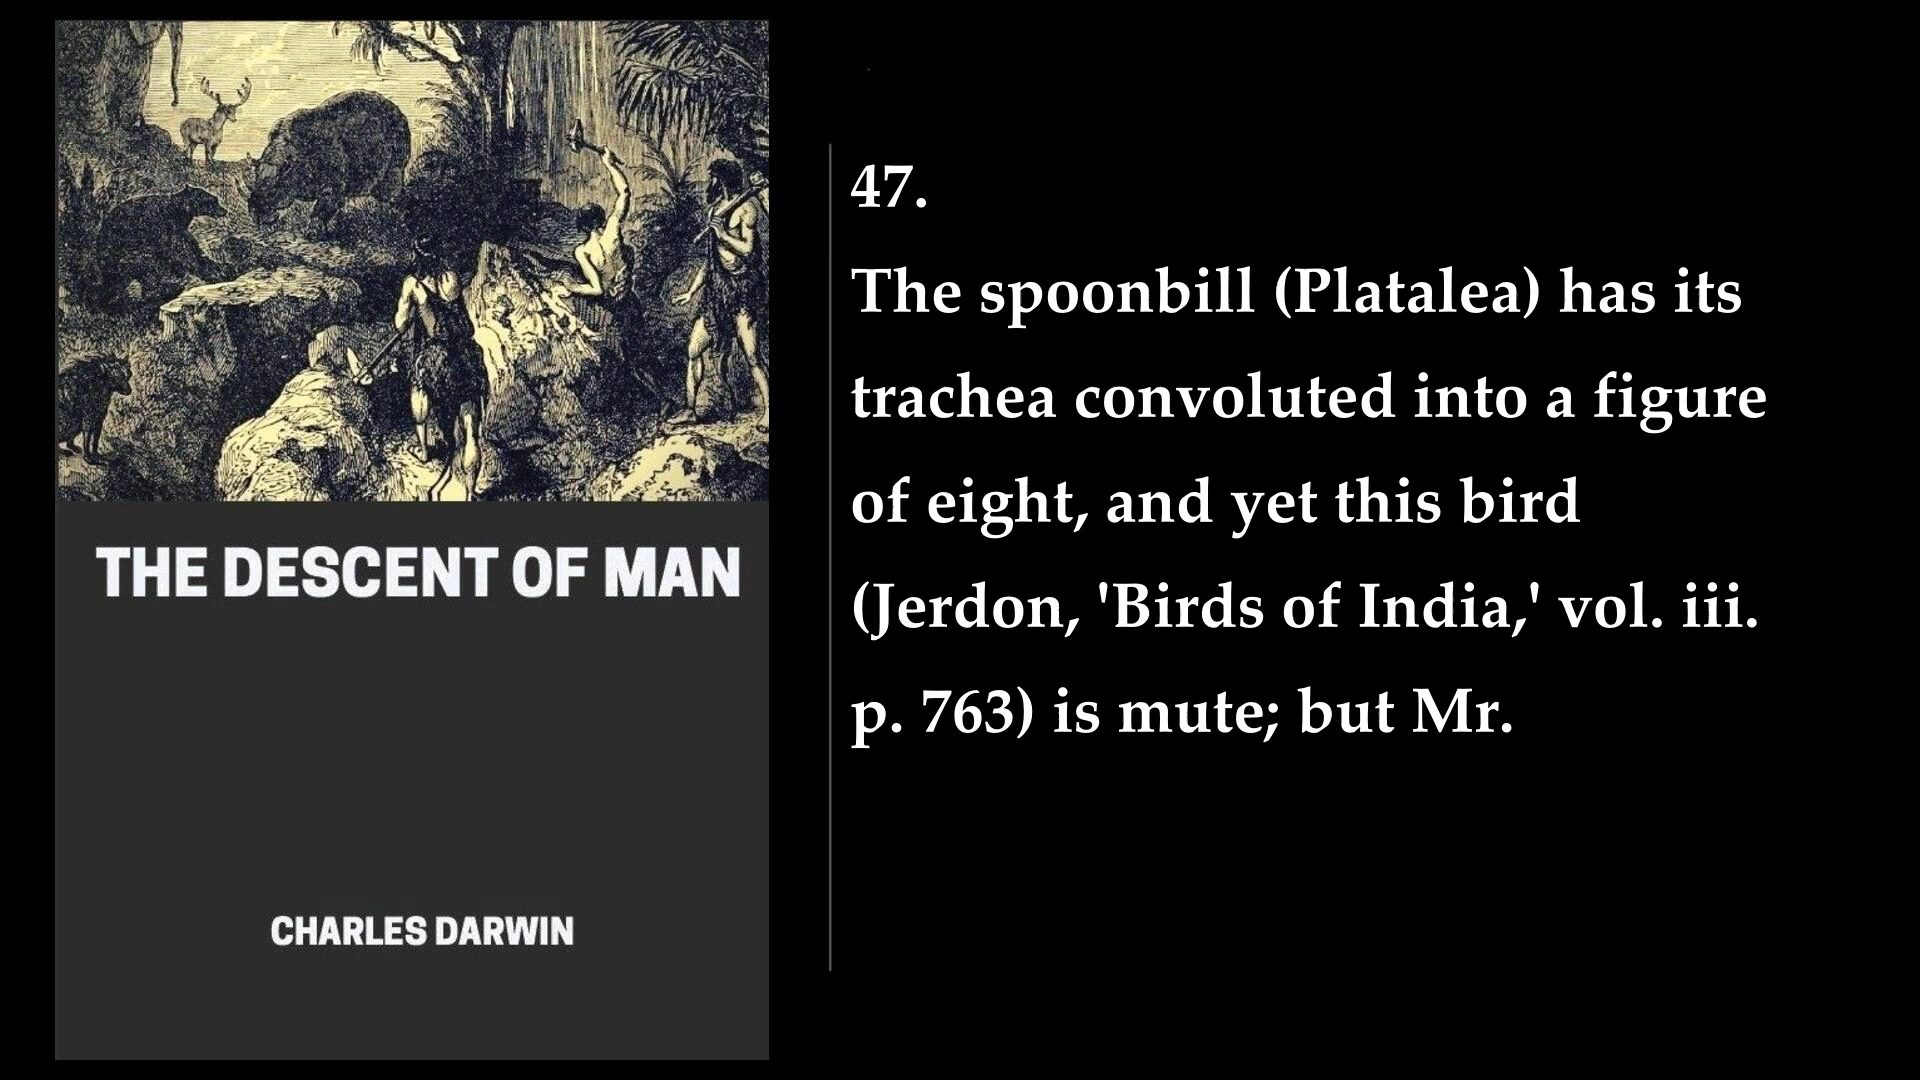 THE DESCENT OF MAN
CHARLES DARWIN
47.
The spoonbill (Platalea) has its
trachea convoluted into a figure
of eight, and yet this bird
(Jerdon, 'Birds of India,' vol. iii.
p. 763) is mute; but Mr.